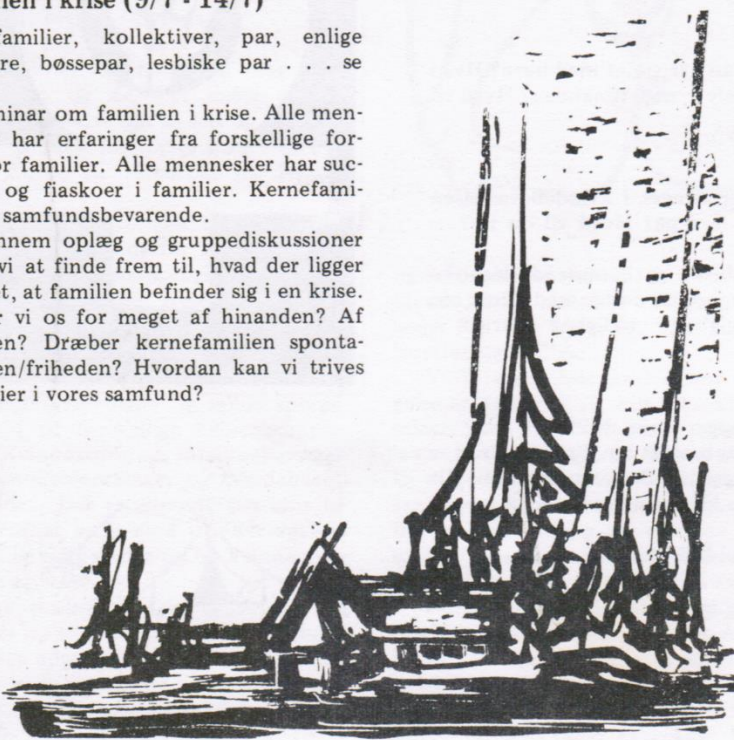 en i krise (9/7 - 14/7)
familier, kollektiver, par, enlige
re, bøssepar, lesbiske par . . . se
inar om familien i krise. Alle men-
har erfaringer fra forskellige for-
or familier. Alle mennesker har suc-
og fiaskoer i familier. Kernefami-
samfundsbevarende.
nnem oplæg og gruppediskussioner
vi at finde frem til, hvad der ligger
t, at familien befinder sig i en krise.
r vi os for meget af hinanden? Af
en? Dræber kernefamilien sponta-
en/friheden? Hvordan kan vi trives
ier i vores samfund?